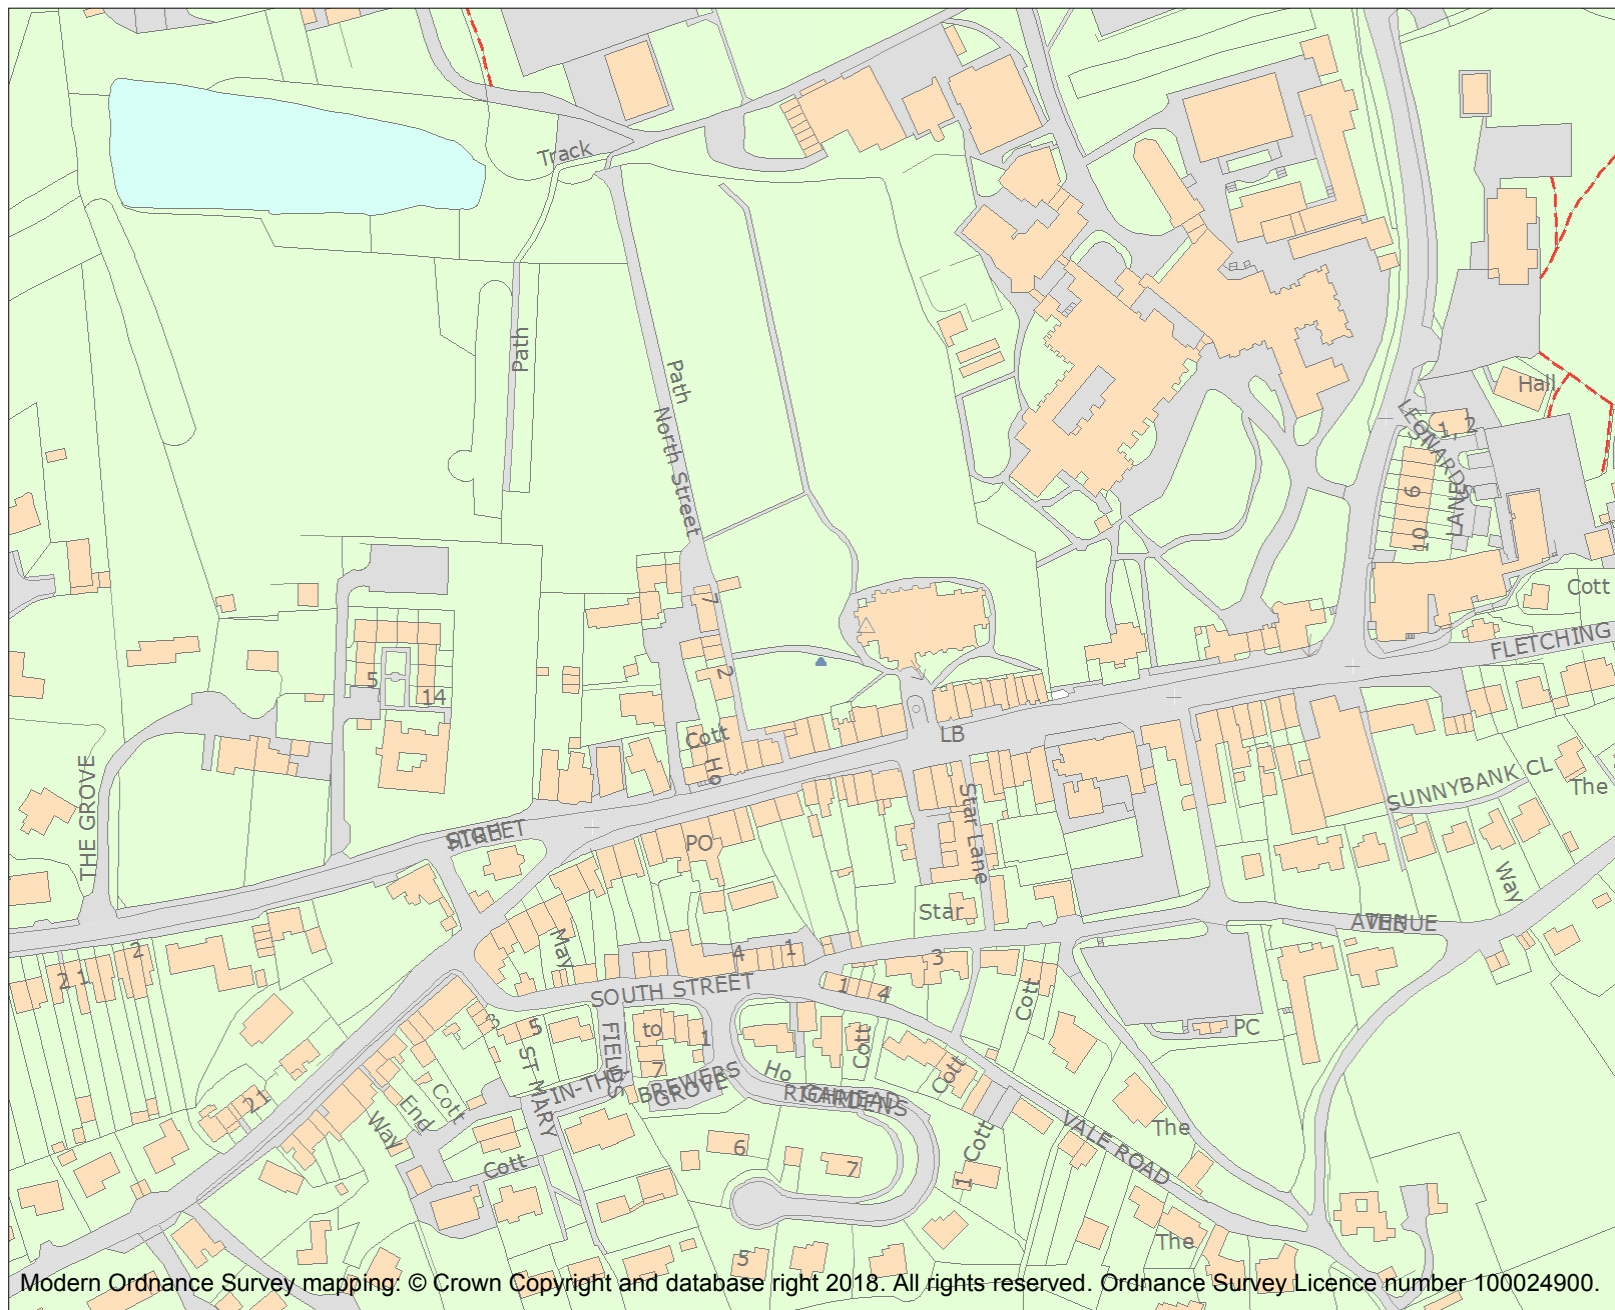 Track
Path
Path
North Street
Hall
LEONARDS
LANE
1, 2
5
6
10
Cott
FLETCHING
7
2
5
14
Cott
Ho
LB
THE GROVE
HIGH
STREET
PO
Star Lane
SUNNYBANK CL
The
Way
Star
THE
AVENUE
2 1
2
May
4
1
3
SOUTH STREET
1
4
Cott
PC
3
5
FIELDS
to
1
7
Cott
Cott
21
ST MARY
IN-THE-
BREWERS
GROVE
Ho
RICHMEAD
GARDENS
Cott
End
Way
Cott
6
7
Cott
1
VALE ROAD
The
The
5
Modern Ordnance Survey mapping: © Crown Copyright and database right 2018. All rights reserved. Ordnance Survey Licence number 100024900.